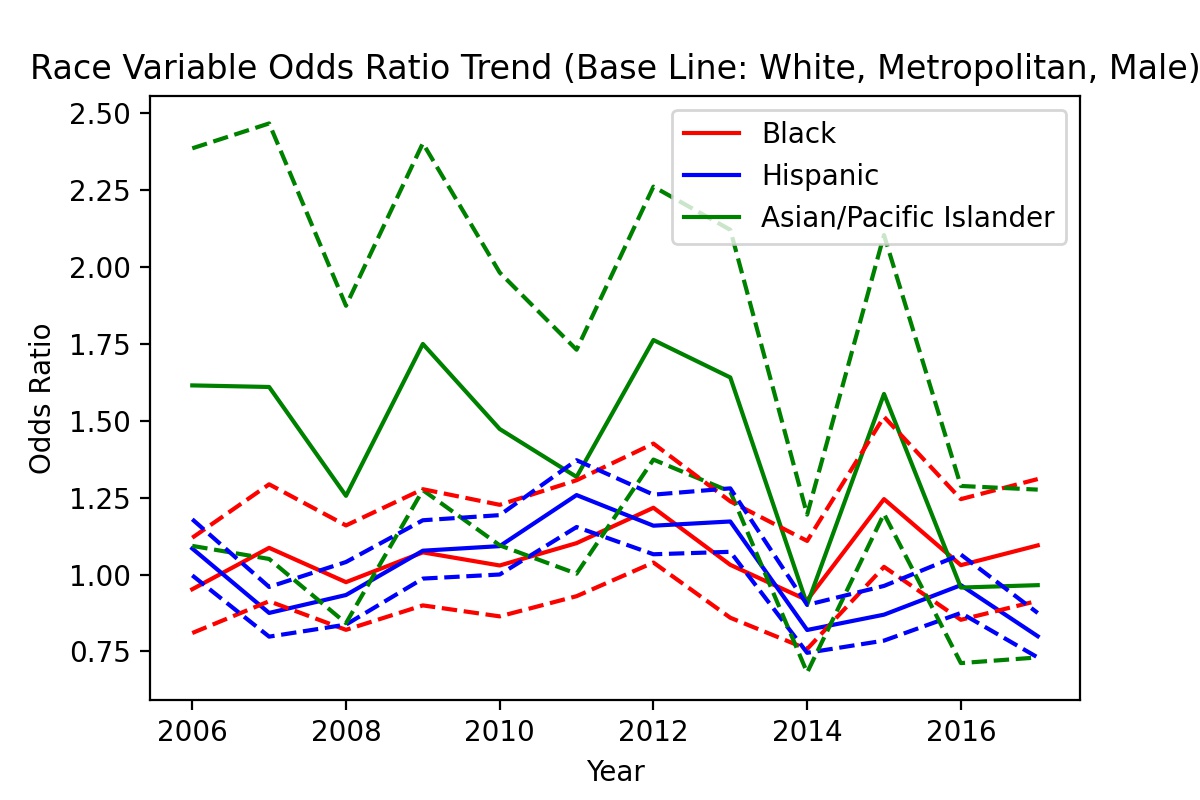 Race Variable Odds Ratio Trend (Base Line: White, Metropolitan, Male)
2.50
2.25
2.00
1.75
1.50
1.25
1.00
0.75
Odds Ratio
Black
Hispanic
Asian/Pacific Islander
2006 2008 2010 2012 2014 2016
Year